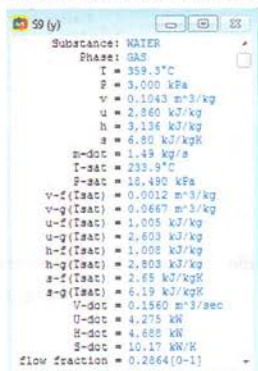 S9 (y)
Substance: WATER
Phase: GAS
T = 359.3°C
P = 3,000 kPa
v = 0.1043 m^3/kg
u = 2,860 kJ/kg
h = 3,136 kJ/kg
s = 6.80 kJ/kgK
m-dot = 1.49 kg/s
T-sat = 233.9°C
P-sat = 18,490 kPa
v-f(Tsat) = 0.0012 m^3/kg
v-g(Tsat) = 0.0667 m^3/kg
u-f(Tsat) = 1,005 kJ/kg
u-g(Tsat) = 2,603 kJ/kg
h-f(Tsat) = 1,008 kJ/kg
h-g(Tsat) = 2,803 kJ/kg
s-f(Tsat) = 2.65 kJ/kgK
s-g(Tsat) = 6.19 kJ/kgK
V-dot = 0.1560 m^3/sec
U-dot = 4,275 kW
H-dot = 4,688 kW
S-dot = 10.17 kW/K
flow fraction = 0.2864[0-1]